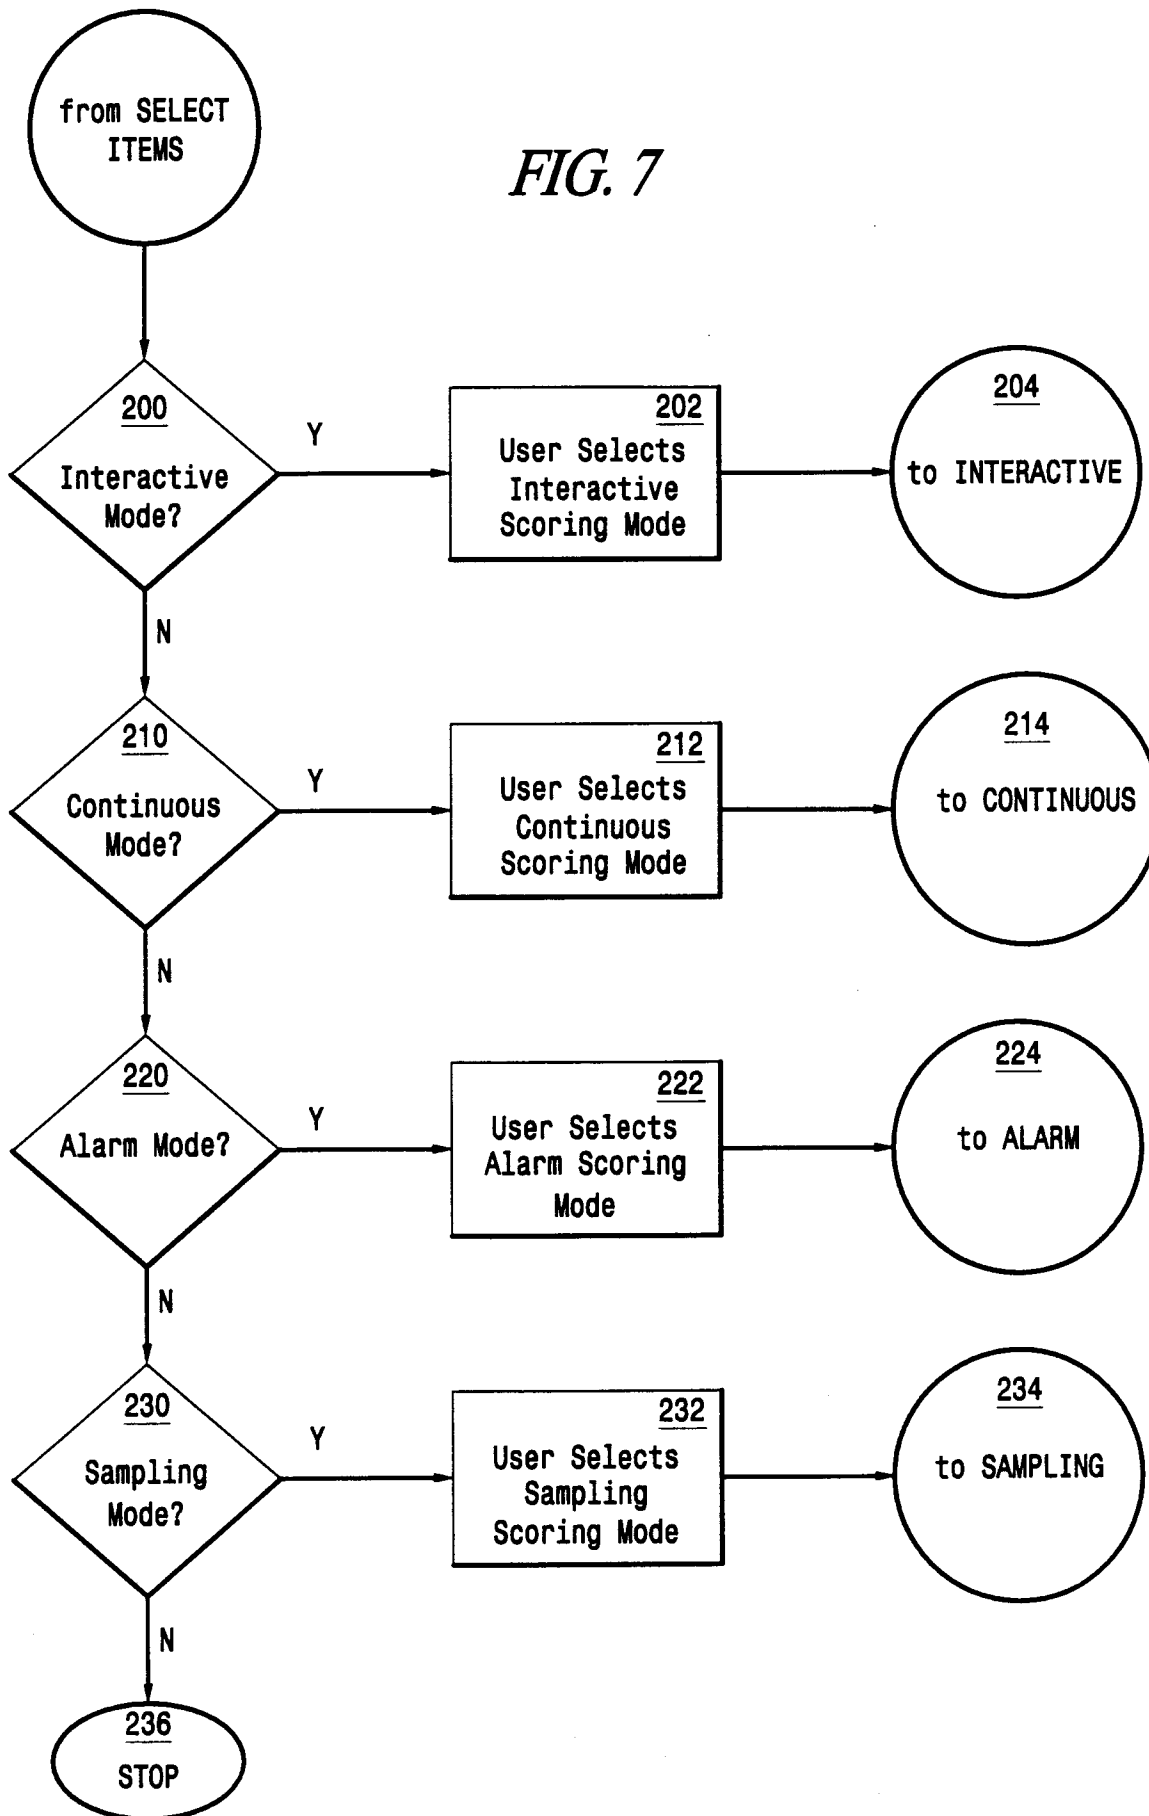 from SELECT
ITEMS
FIG. 7
200
Interactive
Mode?
Y
202
User Selects
Interactive
Scoring Mode
204
to INTERACTIVE
N
210
Continuous
Mode?
Y
212
User Selects
Continuous
Scoring Mode
214
to CONTINUOUS
N
220
Alarm Mode?
Y
222
User Selects
Alarm Scoring
Mode
224
to ALARM
N
230
Sampling
Mode?
Y
232
User Selects
Sampling
Scoring Mode
234
to SAMPLING
N
236
STOP